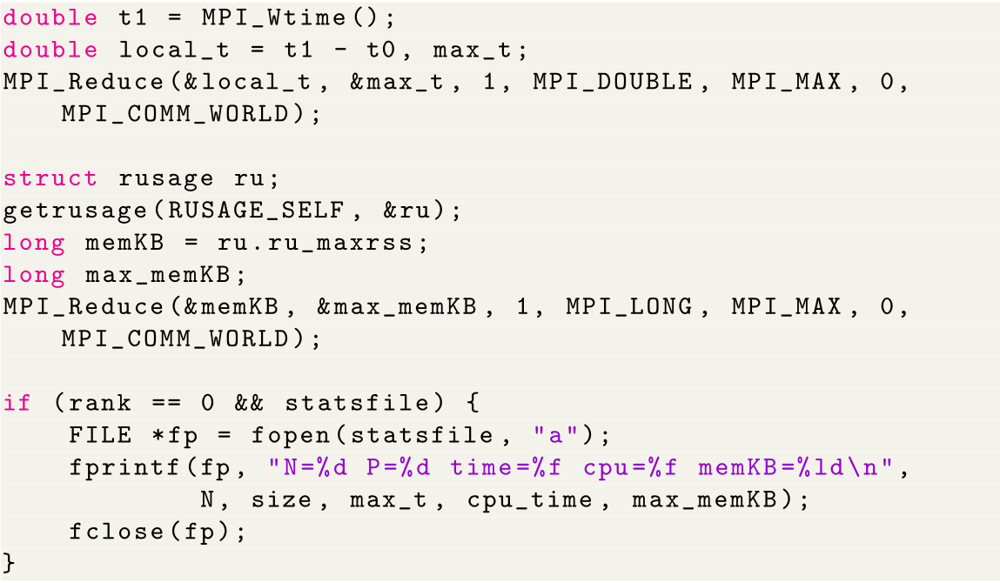 double t1 = MPI_Wtime();
double local_t = t1 - t0, max_t;
MPI_Reduce(&local_t, &max_t, 1, MPI_DOUBLE, MPI_MAX, 0,
    MPI_COMM_WORLD);

struct rusage ru;
getrusage(RUSAGE_SELF, &ru);
long memKB = ru.ru_maxrss;
long max_memKB;
MPI_Reduce(&memKB, &max_memKB, 1, MPI_LONG, MPI_MAX, 0,
    MPI_COMM_WORLD);

if (rank == 0 && statsfile) {
    FILE *fp = fopen(statsfile, "a");
    fprintf(fp, "N=%d P=%d time=%f cpu=%f memKB=%ld\n",
            N, size, max_t, cpu_time, max_memKB);
    fclose(fp);
}